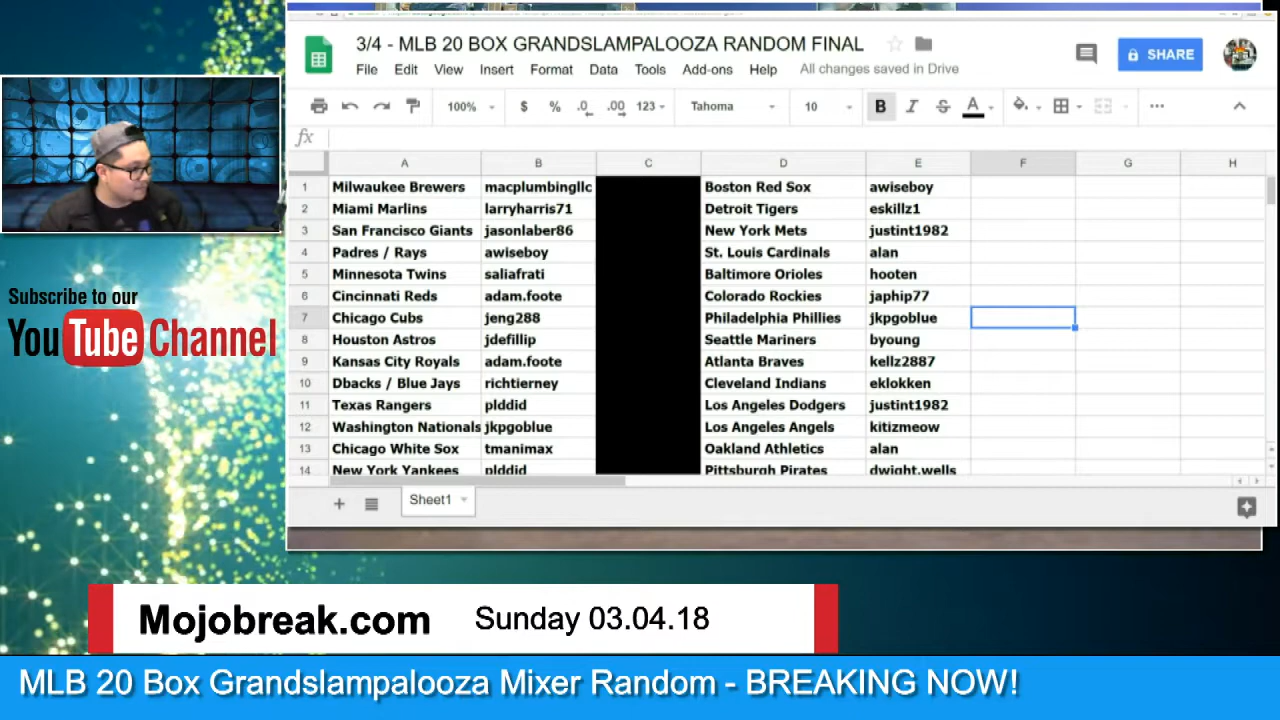 3/4 - MLB 20 BOX GRANDSLAMPALOOZA RANDOM FINAL
File Edit View Insert Format Data Tools Add-ons Help All changes saved in Drive
SHARE
100% $ % .0 .00 123 Tahoma 10 B I S A
fx
A B C D E F G H
1 Milwaukee Brewers macplumbingllc Boston Red Sox awiseboy
2 Miami Marlins larryharris71 Detroit Tigers eskillz1
3 San Francisco Giants jasonlaber86 New York Mets justint1982
4 Padres / Rays awiseboy St. Louis Cardinals alan
5 Minnesota Twins saliafrati Baltimore Orioles hooten
6 Cincinnati Reds adam.foote Colorado Rockies japhip77
7 Chicago Cubs jeng288 Philadelphia Phillies jkpgoblue
8 Houston Astros jdefillip Seattle Mariners byoung
9 Kansas City Royals adam.foote Atlanta Braves kellz2887
10 Dbacks / Blue Jays richtierney Cleveland Indians eklokken
11 Texas Rangers plddid Los Angeles Dodgers justint1982
12 Washington Nationals jkpgoblue Los Angeles Angels kitizmeow
13 Chicago White Sox tmanimax Oakland Athletics alan
14 New York Yankees plddid Pittsburgh Pirates dwight.wells
Sheet1
Subscribe to our
YouTube Channel
Mojobreak.com Sunday 03.04.18
MLB 20 Box Grandslampalooza Mixer Random - BREAKING NOW!